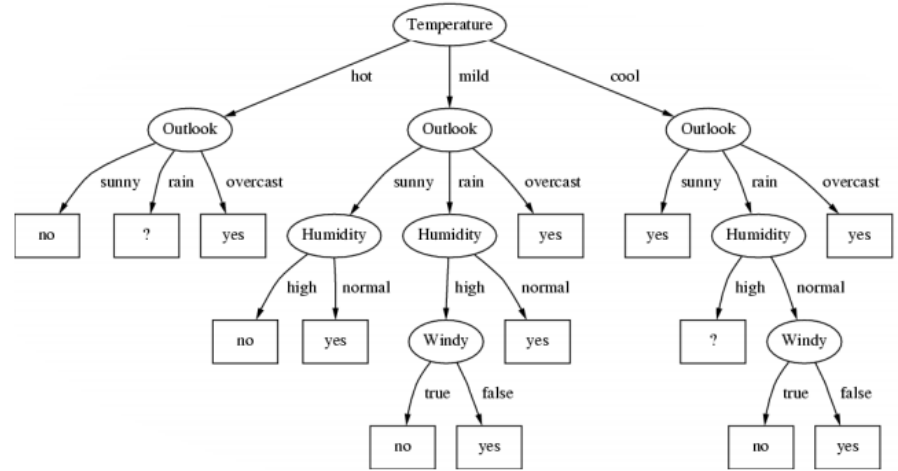 Temperature
hot mild cool
Outlook Outlook Outlook
sunny rain overcast sunny rain overcast sunny rain overcast
no ? yes Humidity Humidity yes yes Humidity yes
high normal high normal high normal
no yes Windy yes ? Windy
true false true false
no yes no yes